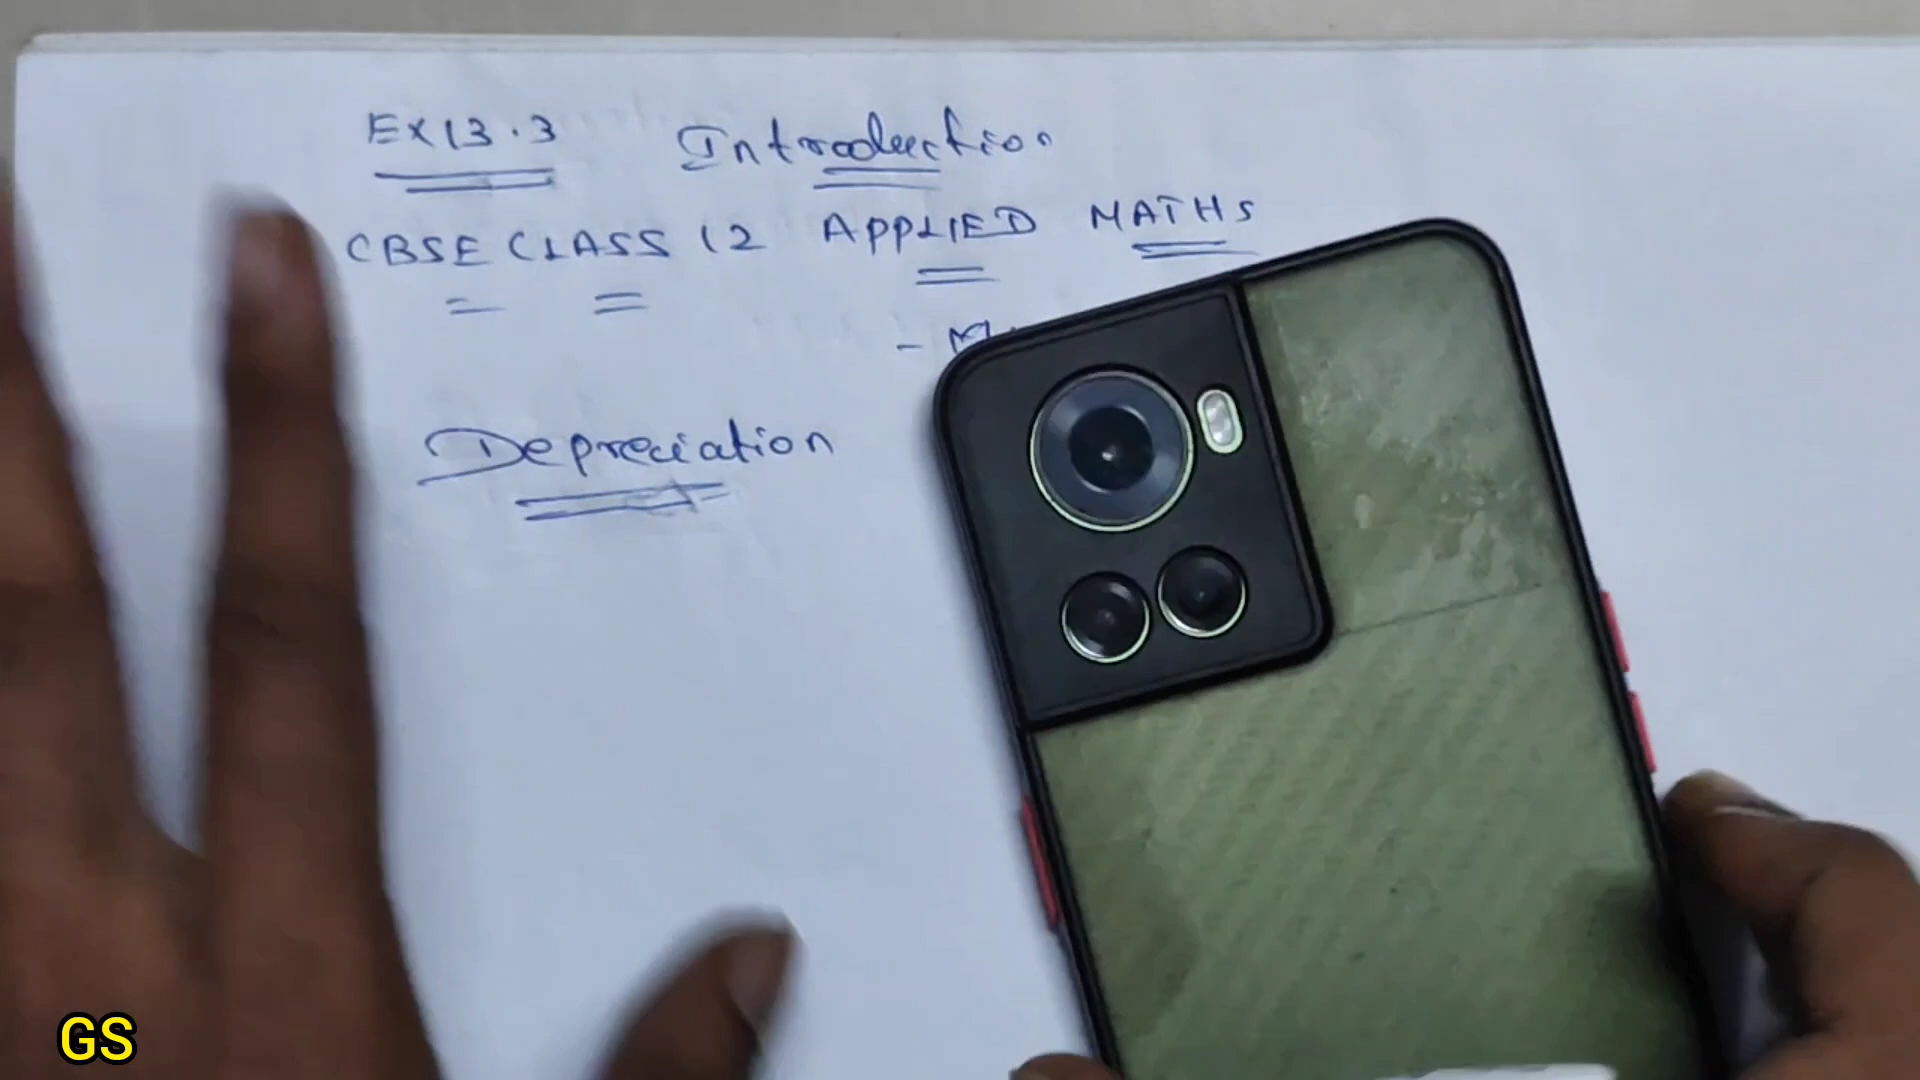 EX 13.3 Introduction
CBSE CLASS 12 APPLIED MATHS
Depreciation
GS